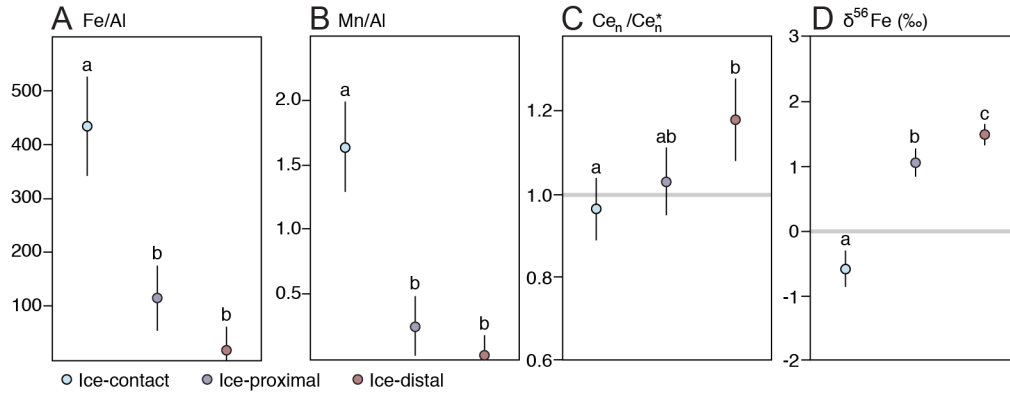 A Fe/Al
500
400
300
200
100
a
b
b
B Mn/Al
2.0
1.5
1.0
0.5
a
b
b
C Ceₙ/Ceₙ*
1.2
1.0
0.8
0.6
a
ab
b
D δ⁵⁶Fe (‰)
3
2
1
0
-1
-2
a
b
c
Ice-contact Ice-proximal Ice-distal